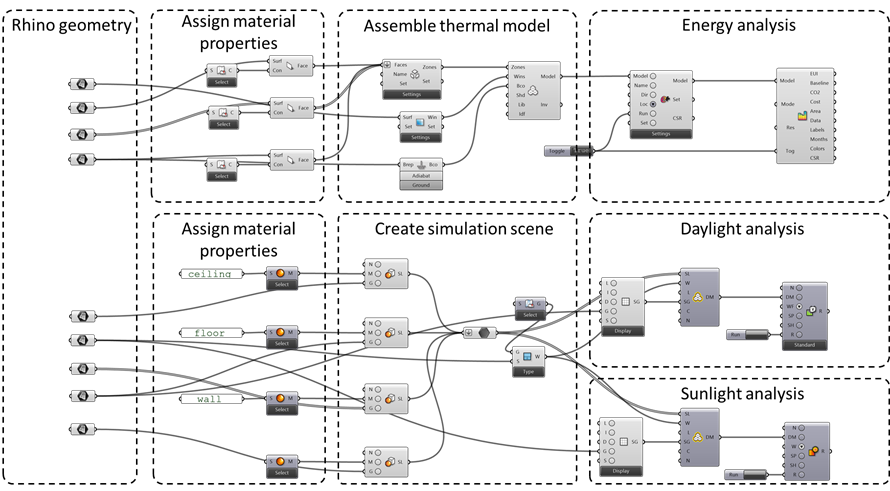 Rhino geometry
Assign material
properties
Assemble thermal model
Energy analysis
S C
Select
Surf
Con
Face
S C
Select
Surf
Con
Face
S C
Select
Surf
Con
Face
Faces
Name
Set
Zones
Set
Settings
Surf
Set
Win
Set
Settings
Brep
Bco
Adiabat
Ground
Zones
Wins
Bco
Shd
Lib
Idf
Model
Inv
Toggle
Model
Name
Dir
Loc
Run
Set
Model
Set
CSR
Settings
Model
Mode
Res
Tog
EUI
Baseline
CO2
Cost
Area
Data
Labels
Months
Colors
CSR
Assign material
properties
Create simulation scene
Daylight analysis
ceiling
S M
Select
N
M
G
SL
floor
S M
Select
N
M
G
SL
wall
S M
Select
N
M
G
SL
S M
Select
N
M
G
SL
S G
Select
G
S
W
Type
L
I
D
G
S
SG
Display
SL
W
L
SG
C
N
DM
Run
N
DM
WI
SP
SH
R
R
Standard
Sunlight analysis
L
I
D
G
S
SG
Display
SL
W
L
SG
C
N
DM
Run
N
DM
W
SP
SH
R
R